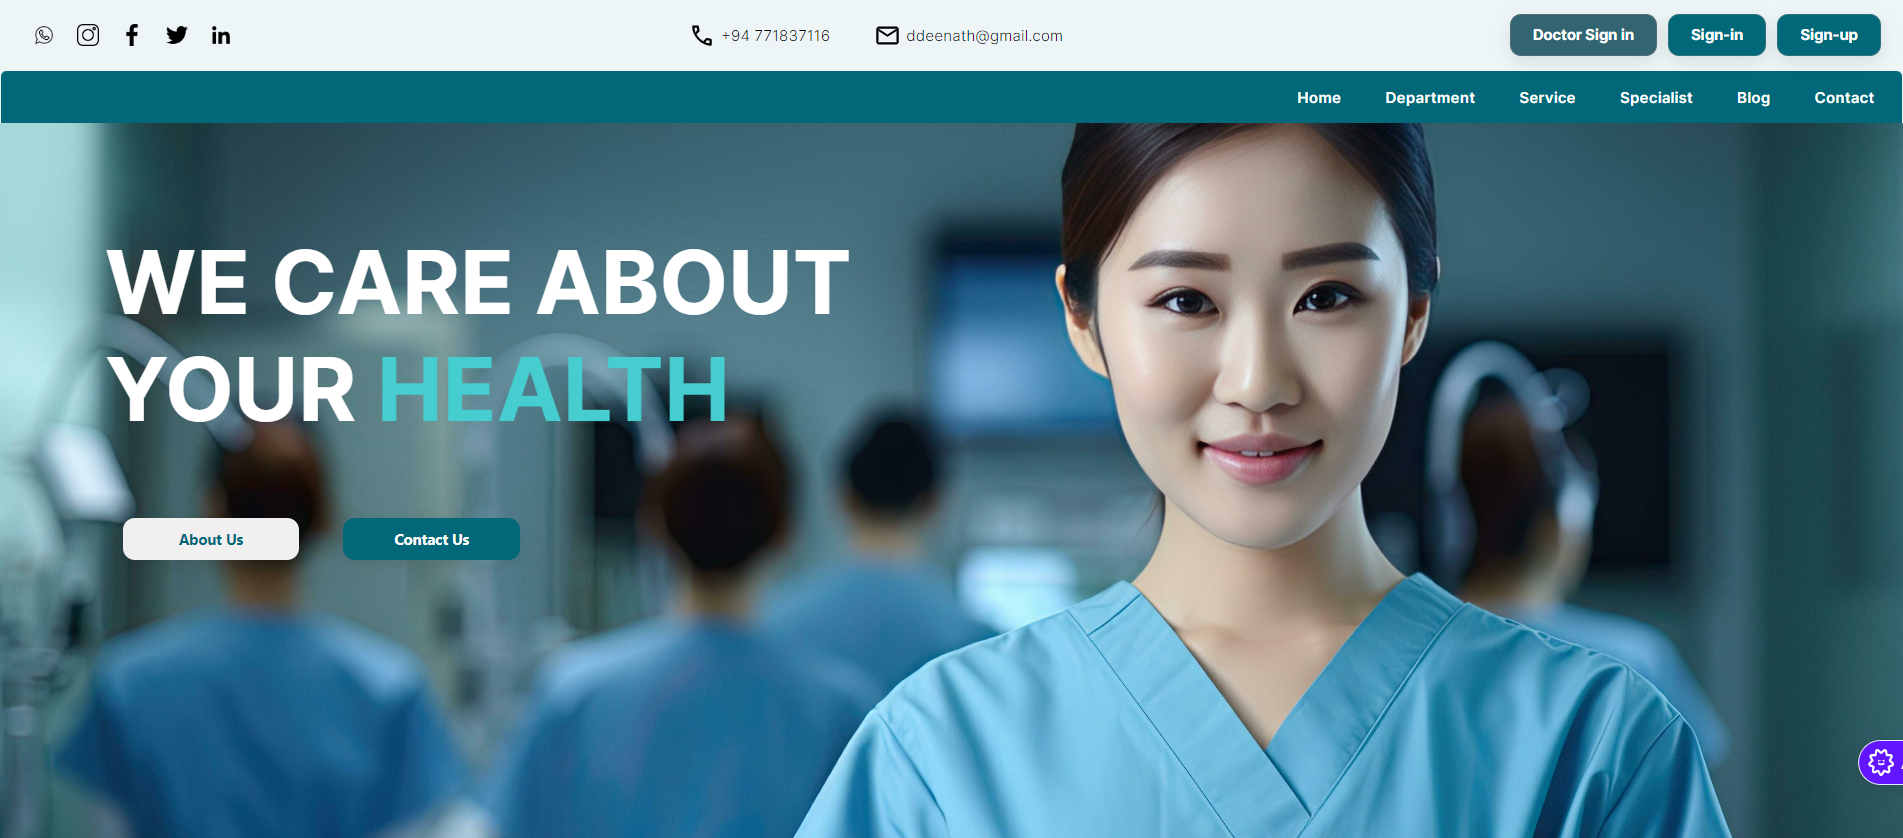 +94 771837116
ddeenath@gmail.com
Doctor Sign in
Sign-in
Sign-up
Home
Department
Service
Specialist
Blog
Contact
WE CARE ABOUT
YOUR HEALTH
About Us
Contact Us